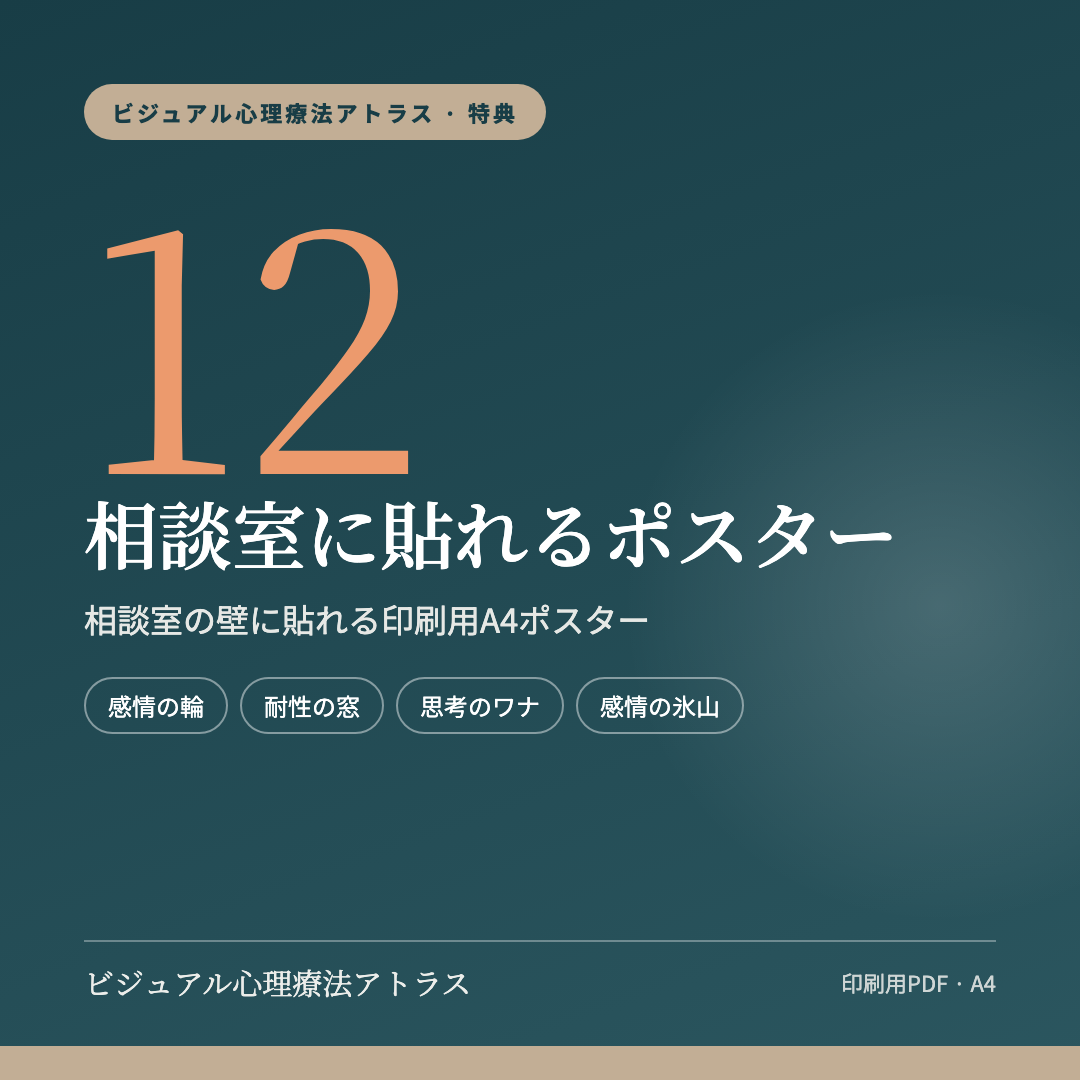 ビジュアル心理療法アトラス · 特典
12
相談室に貼れるポスター
相談室の壁に貼れる印刷用A4ポスター
感情の輪 耐性の窓 思考のワナ 感情の氷山
ビジュアル心理療法アトラス 印刷用PDF · A4